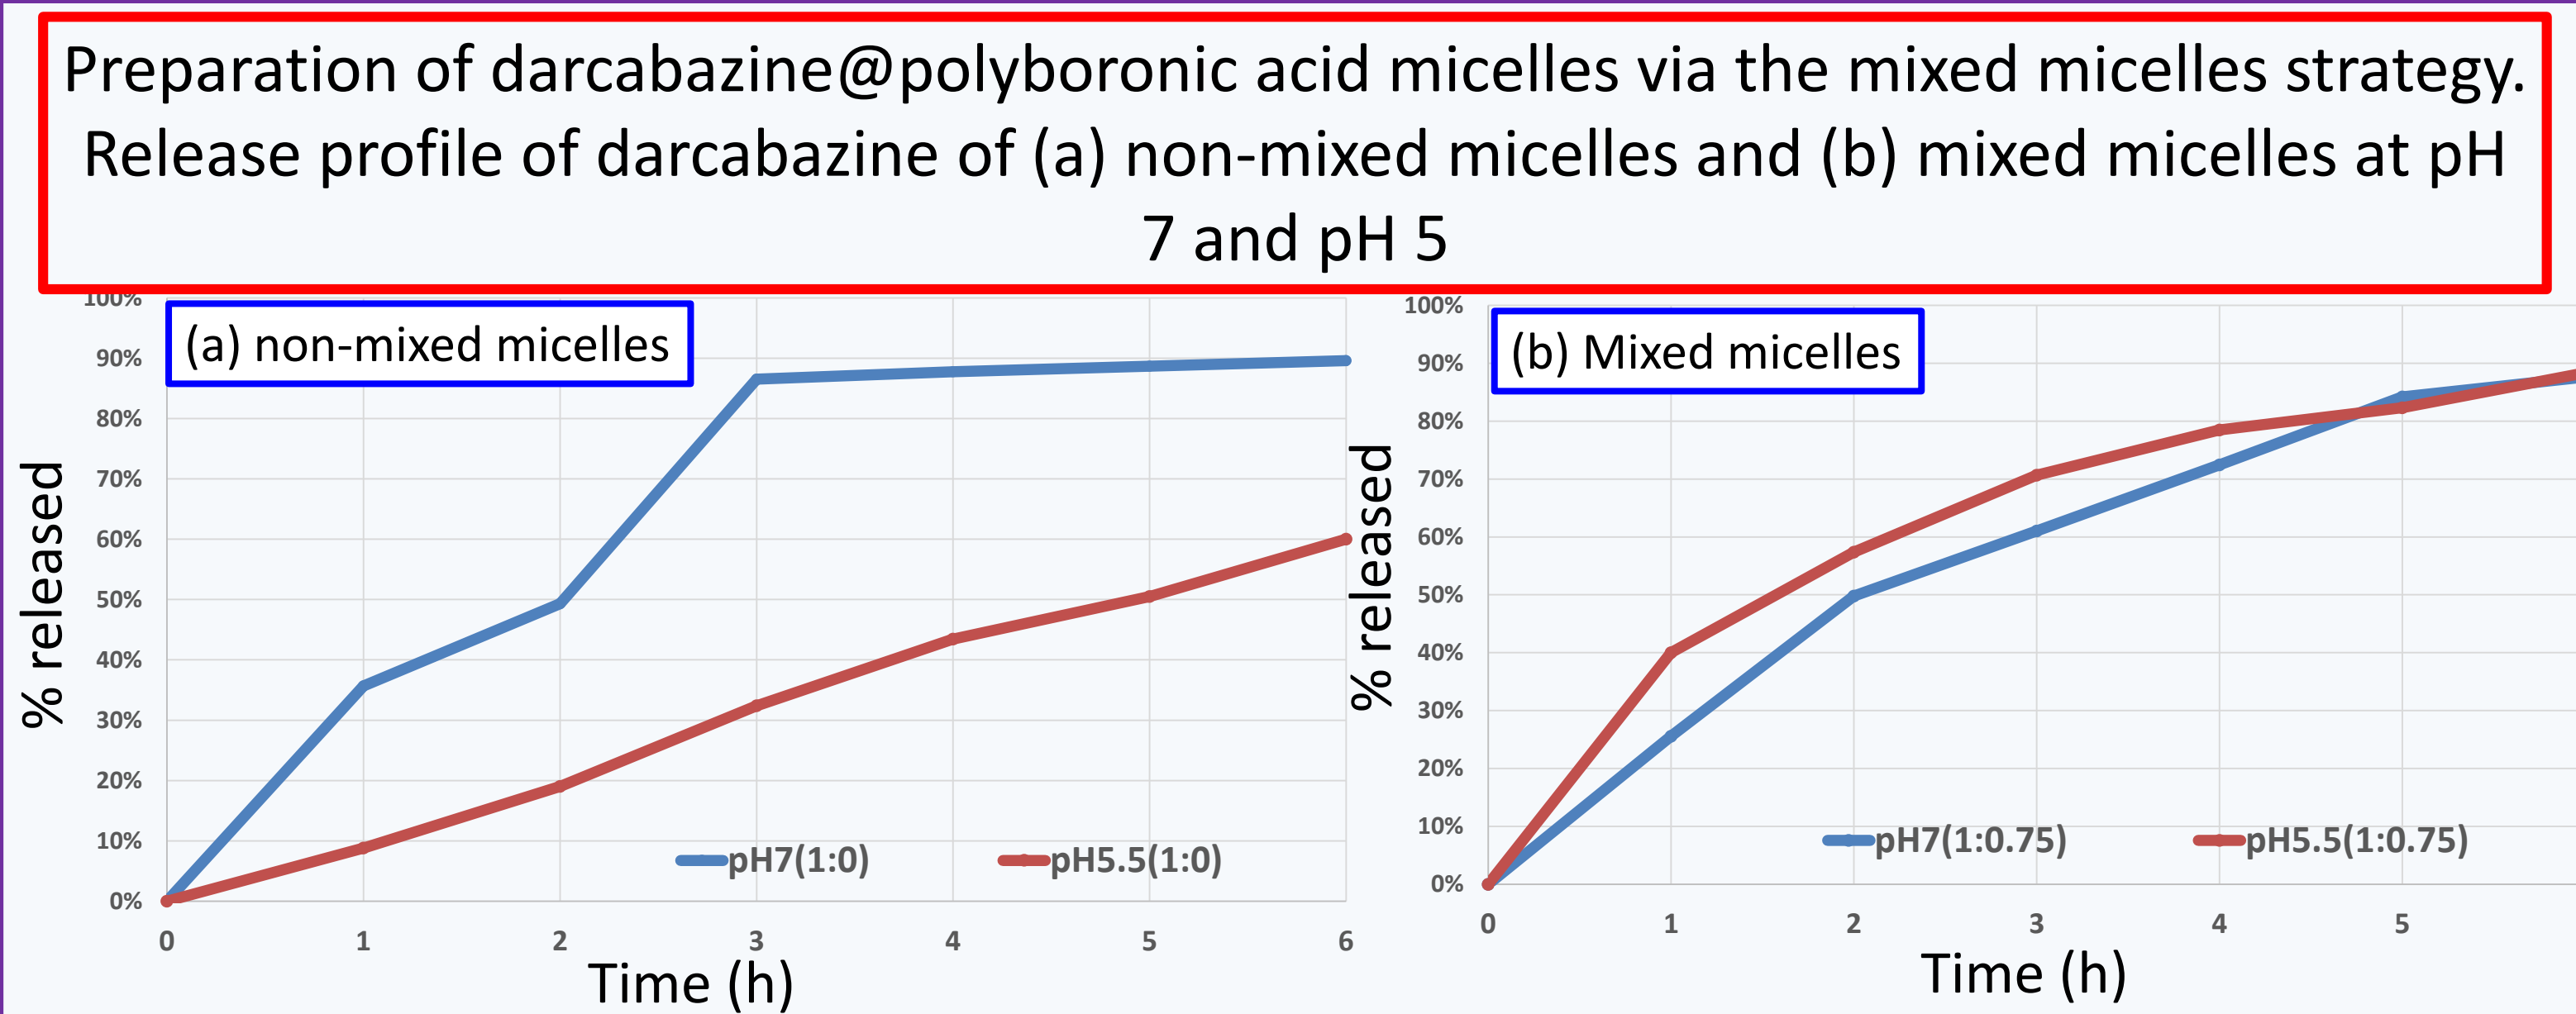 Preparation of darcabazine@polyboronic acid micelles via the mixed micelles strategy.
Release profile of darcabazine of (a) non-mixed micelles and (b) mixed micelles at pH
7 and pH 5
(a) non-mixed micelles
% released
100%
90%
80%
70%
60%
50%
40%
30%
20%
10%
0%
pH7(1:0)
pH5.5(1:0)
0 1 2 3 4 5 6
Time (h)
(b) Mixed micelles
% released
100%
90%
80%
70%
60%
50%
40%
30%
20%
10%
0%
pH7(1:0.75)
pH5.5(1:0.75)
0 1 2 3 4 5
Time (h)